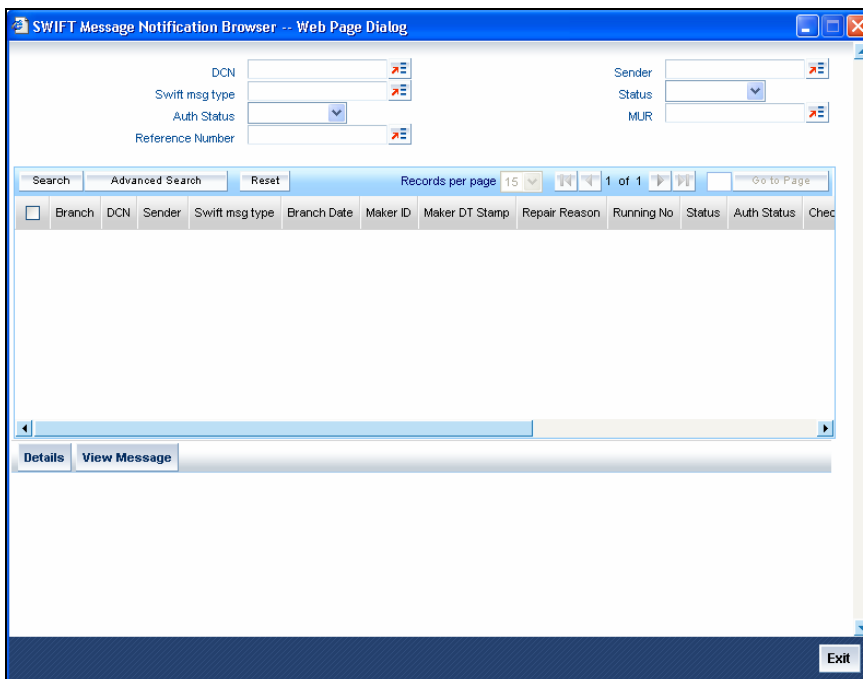 SWIFT Message Notification Browser -- Web Page Dialog
DCN
Sender
Swift msg type
Status
Auth Status
MUR
Reference Number
Search Advanced Search Reset Records per page 15 1 of 1 Go to Page
Branch DCN Sender Swift msg type Branch Date Maker ID Maker DT Stamp Repair Reason Running No Status Auth Status Chec
Details View Message
Exit